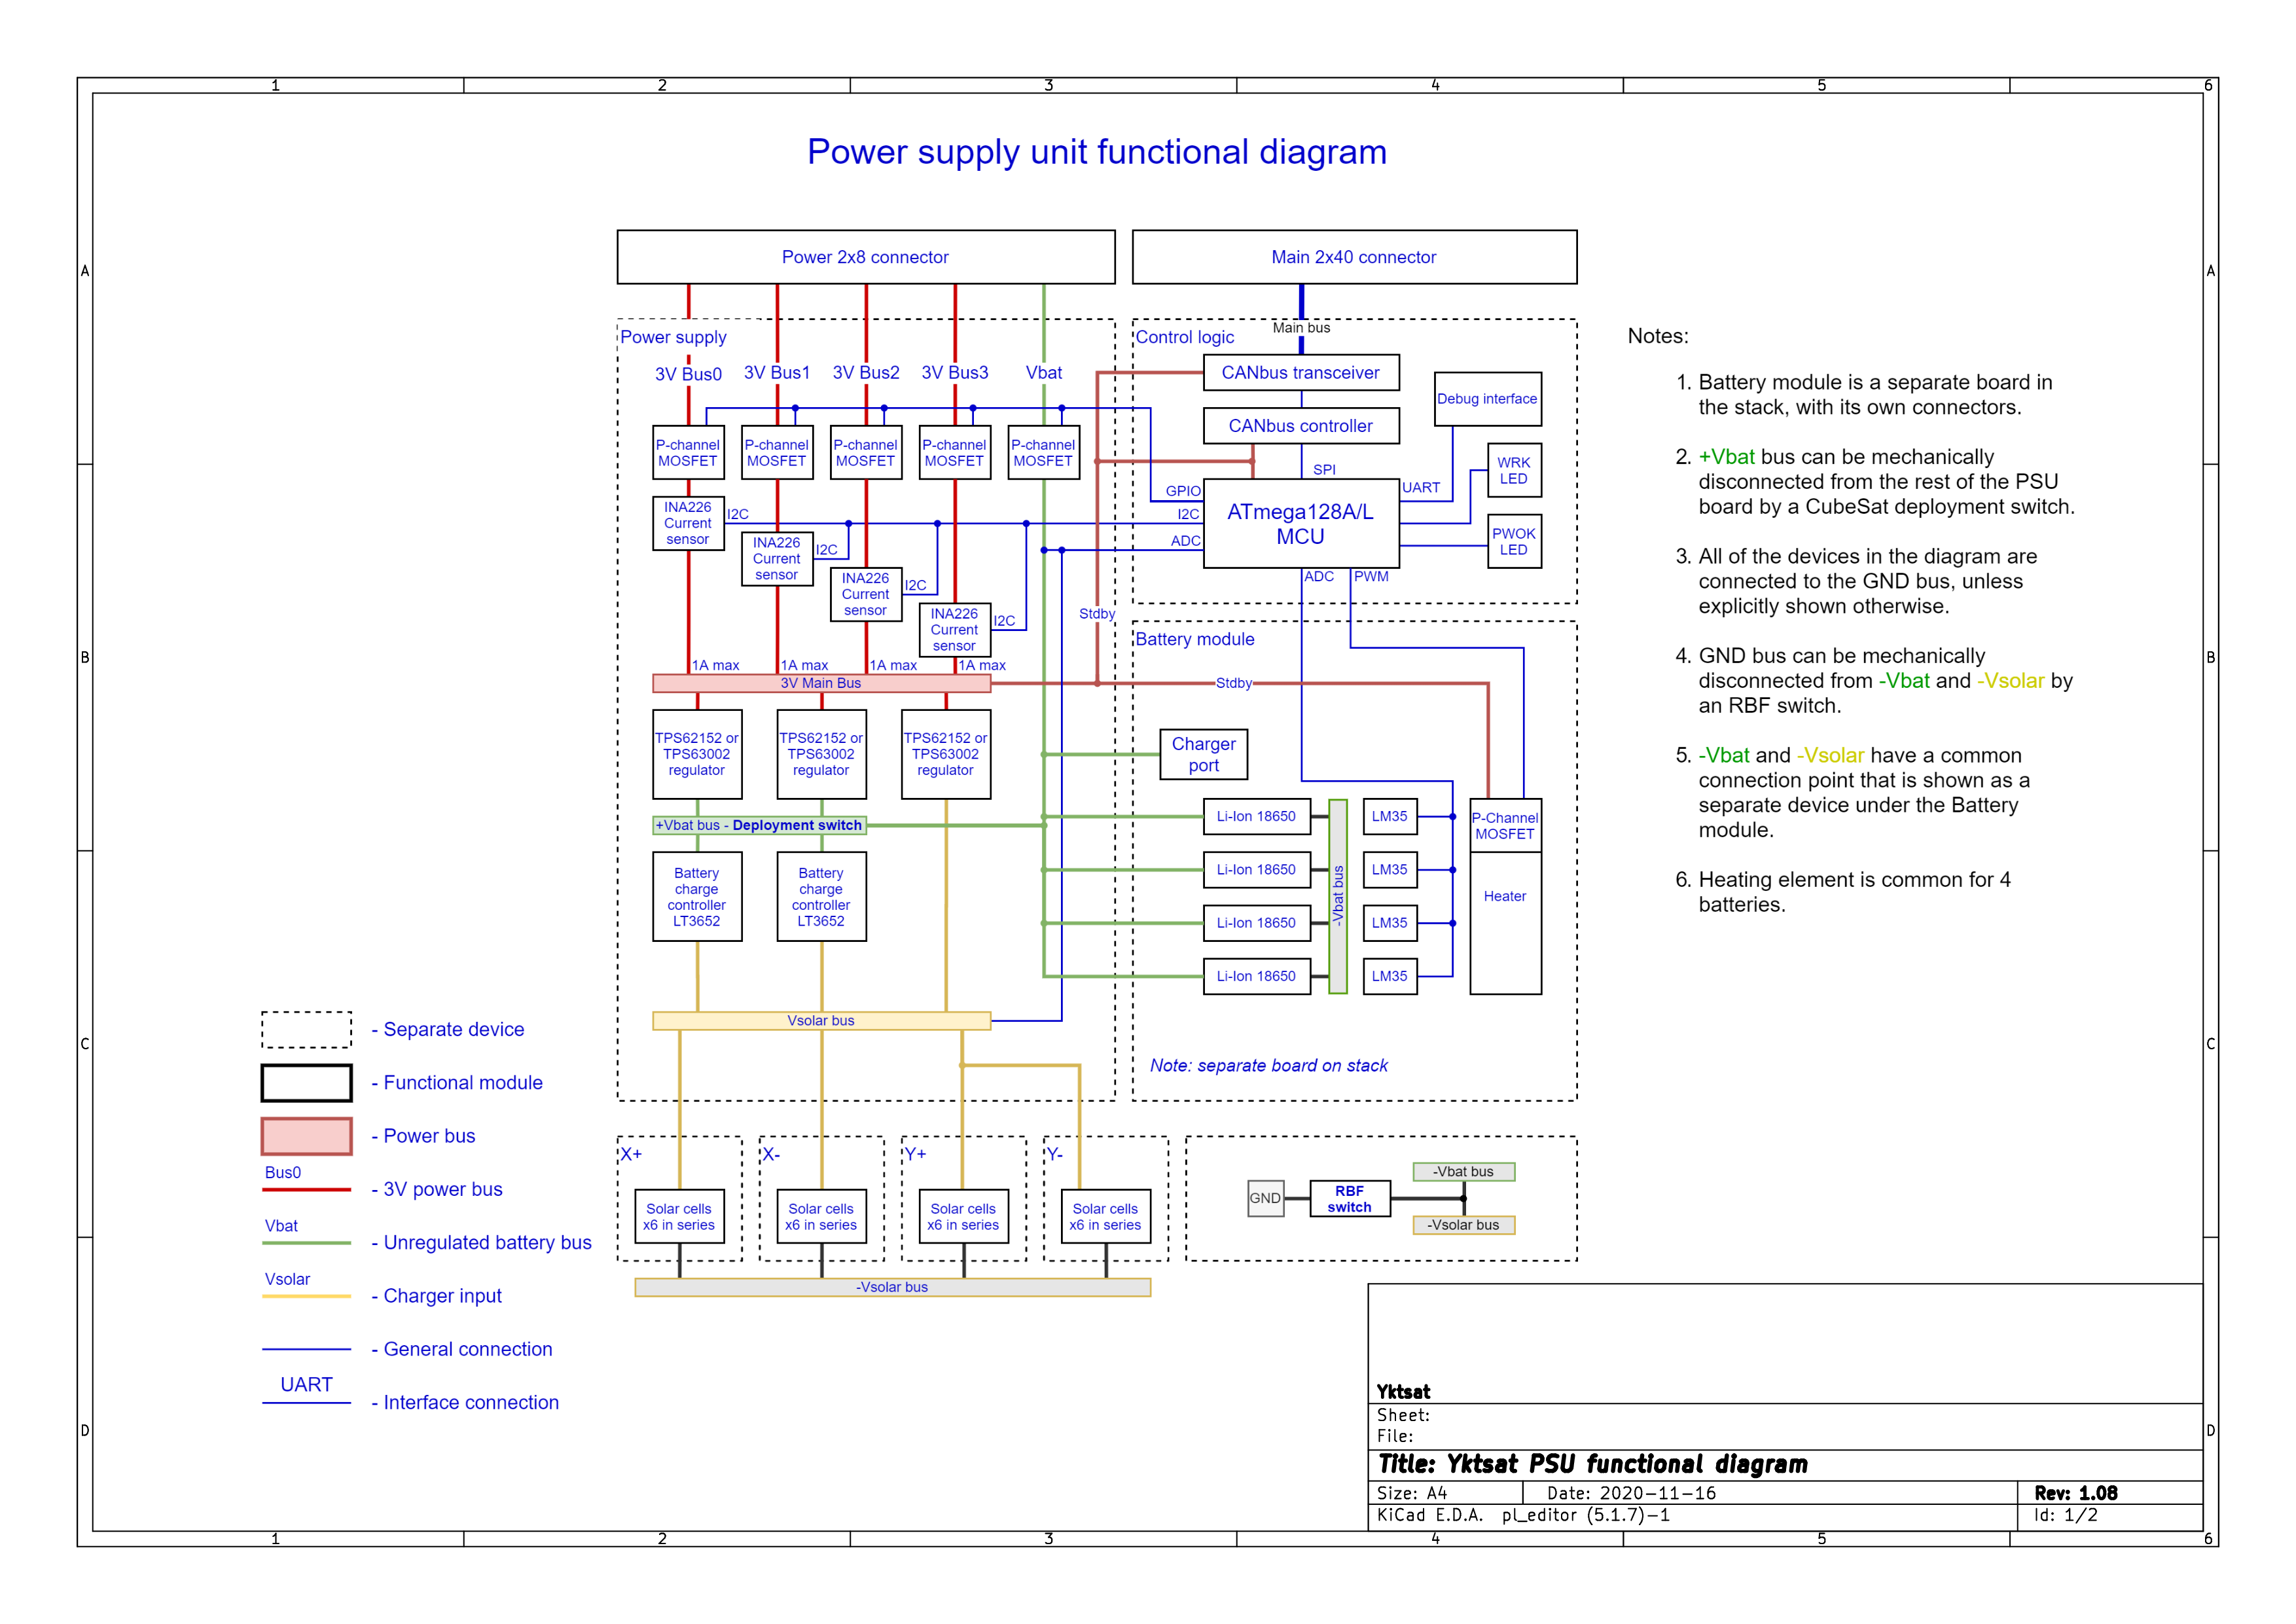 1 2 3 4 5 6
Power supply unit functional diagram
A
A
Power 2x8 connector
Main 2x40 connector
Power supply
3V Bus0
3V Bus1
3V Bus2
3V Bus3
Vbat
P-channel
MOSFET
P-channel
MOSFET
P-channel
MOSFET
P-channel
MOSFET
P-channel
MOSFET
INA226
Current
sensor
I2C
INA226
Current
sensor
I2C
INA226
Current
sensor
I2C
INA226
Current
sensor
I2C
1A max
1A max
1A max
1A max
3V Main Bus
Stdby
Stdby
TPS62152 or
TPS63002
regulator
TPS62152 or
TPS63002
regulator
TPS62152 or
TPS63002
regulator
+Vbat bus - Deployment switch
Battery
charge
controller
LT3652
Battery
charge
controller
LT3652
Vsolar bus
Main bus
Control logic
CANbus transceiver
CANbus controller
Debug interface
SPI
GPIO
I2C
ADC
ATmega128A/L
MCU
UART
WRK
LED
PWOK
LED
ADC
PWM
Battery module
Charger
port
Li-Ion 18650
Li-Ion 18650
Li-Ion 18650
Li-Ion 18650
-Vbat bus
LM35
LM35
LM35
LM35
P-Channel
MOSFET
Heater
Note: separate board on stack
X+
Solar cells
x6 in series
X-
Solar cells
x6 in series
Y+
Solar cells
x6 in series
Y-
Solar cells
x6 in series
-Vsolar bus
GND
RBF
switch
-Vbat bus
-Vsolar bus
Notes:
1. Battery module is a separate board in
the stack, with its own connectors.
2. +Vbat bus can be mechanically
disconnected from the rest of the PSU
board by a CubeSat deployment switch.
3. All of the devices in the diagram are
connected to the GND bus, unless
explicitly shown otherwise.
4. GND bus can be mechanically
disconnected from -Vbat and -Vsolar by
an RBF switch.
5. -Vbat and -Vsolar have a common
connection point that is shown as a
separate device under the Battery
module.
6. Heating element is common for 4
batteries.
B
B
C
C
- Separate device
- Functional module
- Power bus
Bus0
- 3V power bus
Vbat
- Unregulated battery bus
Vsolar
- Charger input
- General connection
UART
- Interface connection
D
D
Yktsat
Sheet:
File:
Title: Yktsat PSU functional diagram
Size: A4
Date: 2020-11-16
Rev: 1.08
KiCad E.D.A. pl_editor (5.1.7)-1
Id: 1/2
1 2 3 4 5 6